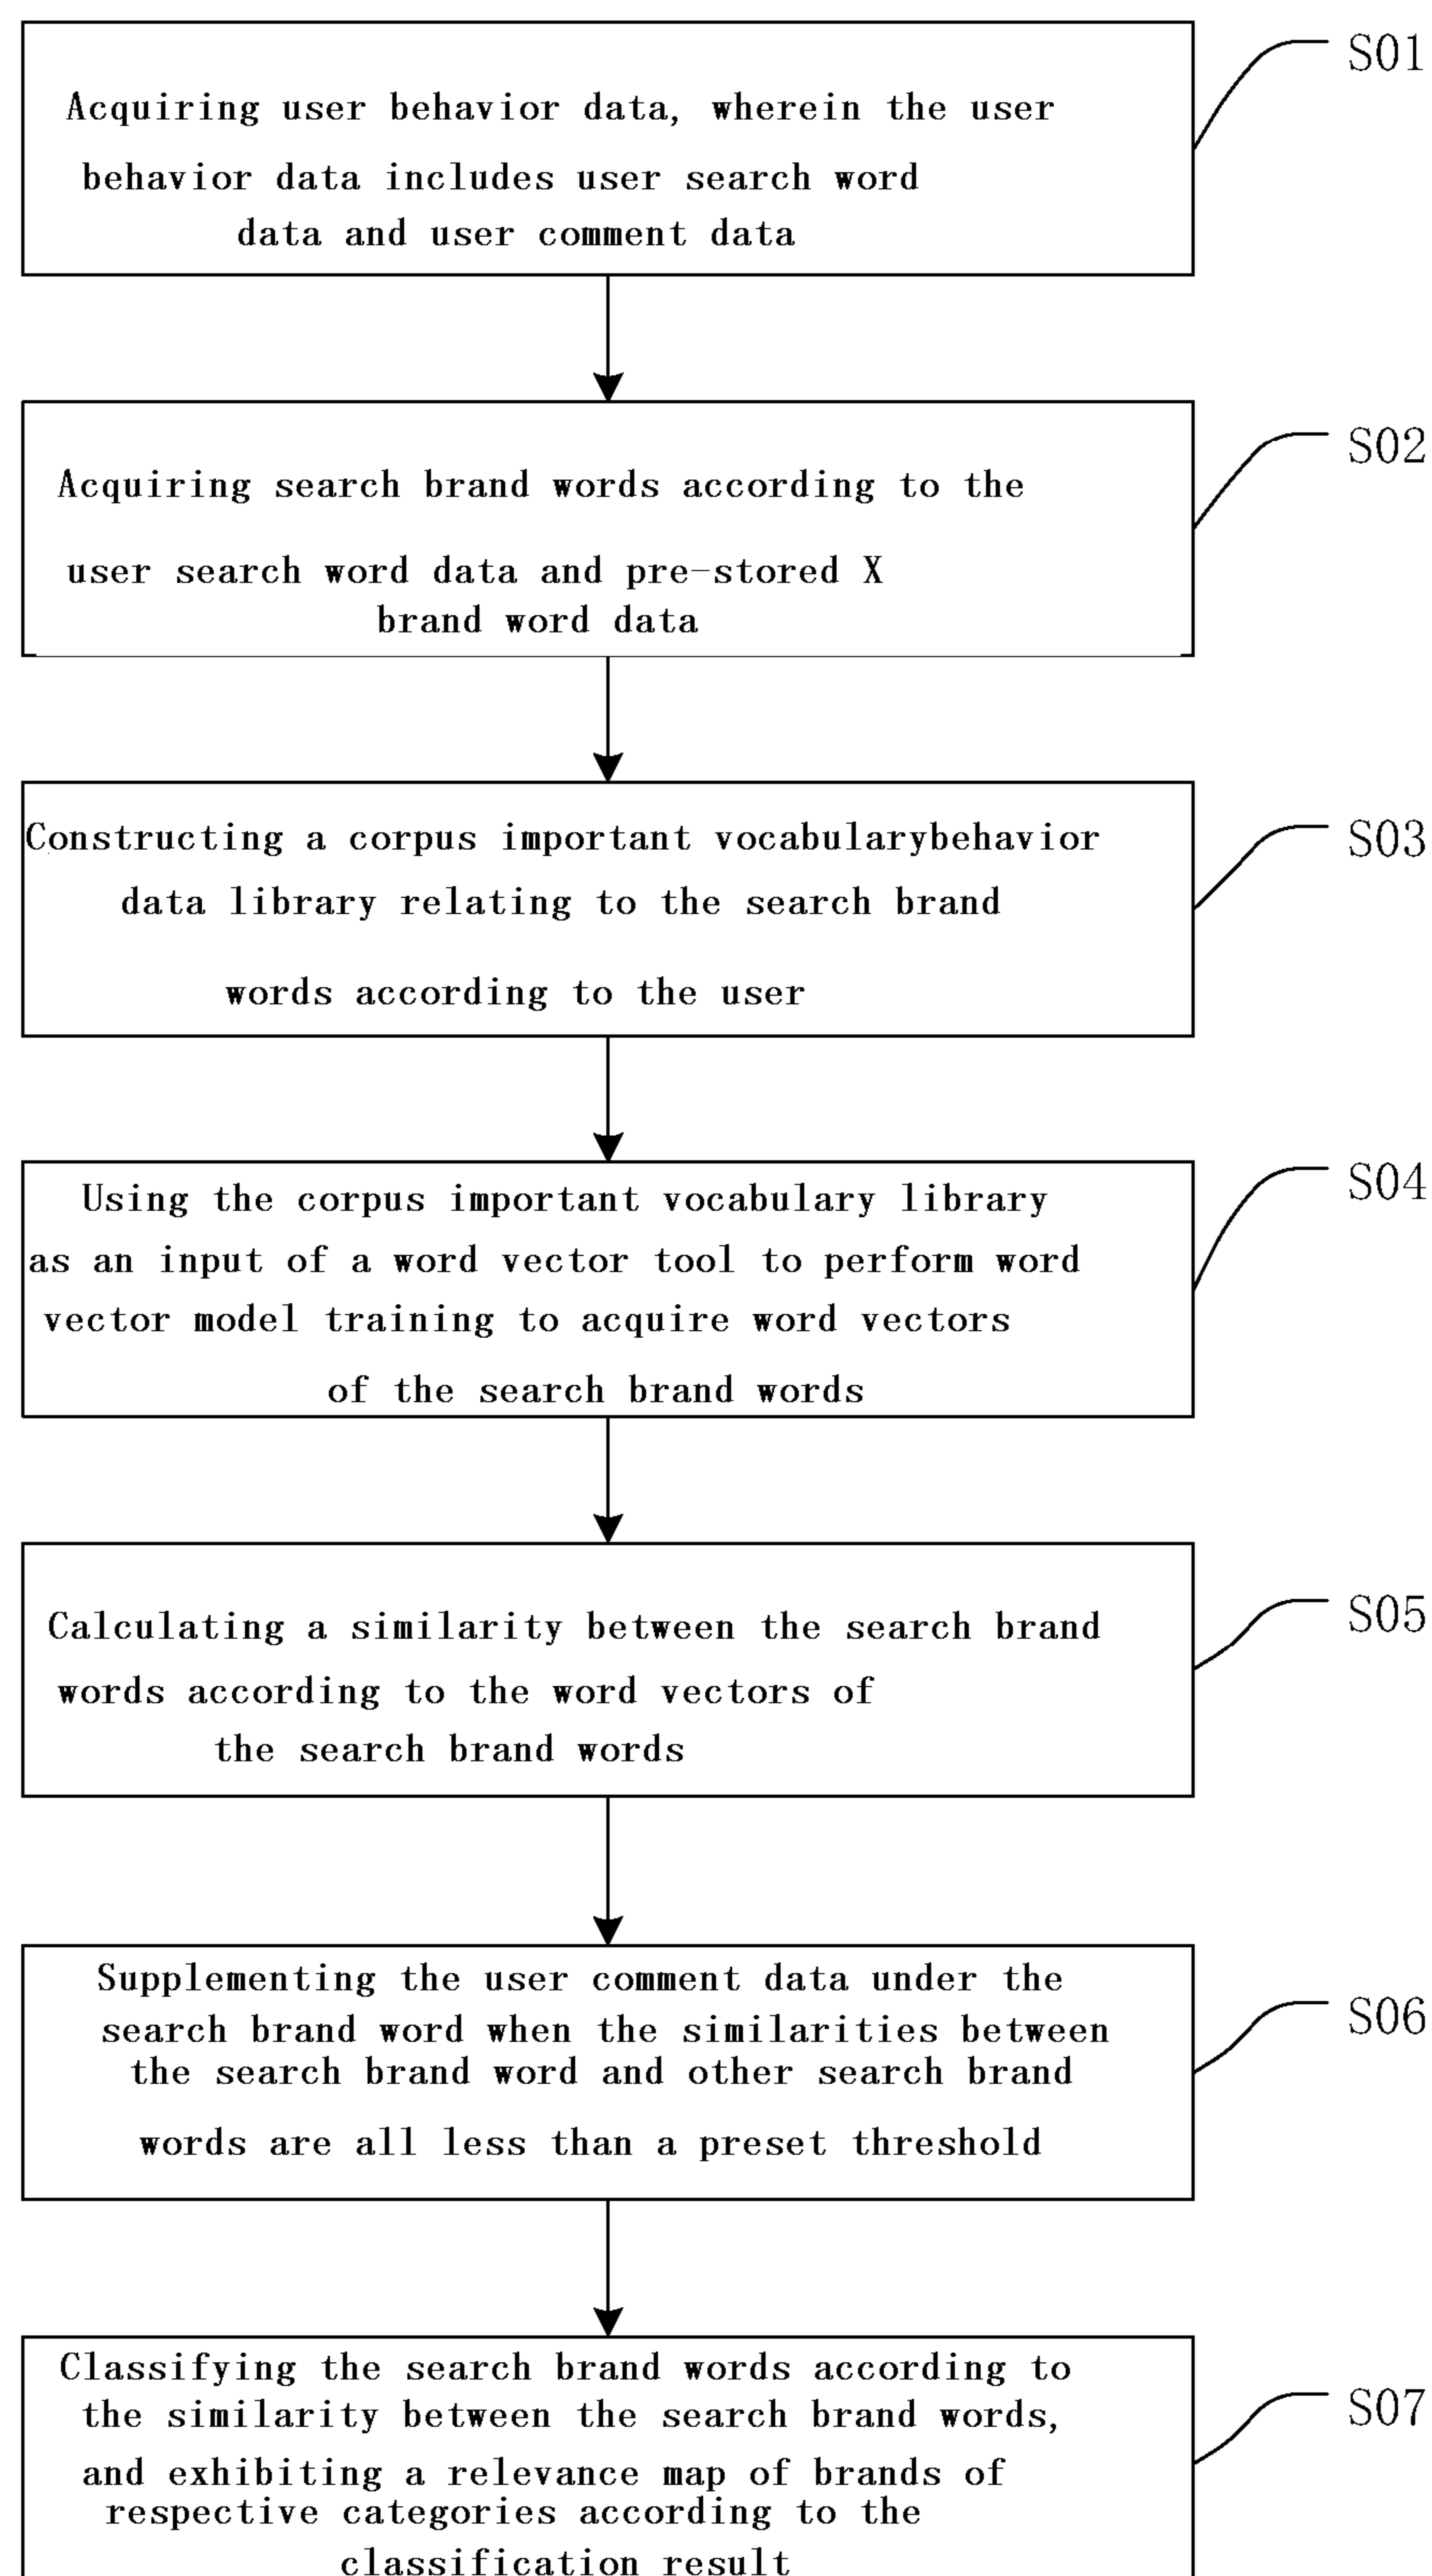 S01
Acquiring user behavior data, wherein the user
behavior data includes user search word
data and user comment data
S02
Acquiring search brand words according to the
user search word data and pre-stored X
brand word data
S03
Constructing a corpus important vocabularybehavior
data library relating to the search brand
words according to the user
S04
Using the corpus important vocabulary library
as an input of a word vector tool to perform word
vector model training to acquire word vectors
of the search brand words
S05
Calculating a similarity between the search brand
words according to the word vectors of
the search brand words
S06
Supplementing the user comment data under the
search brand word when the similarities between
the search brand word and other search brand
words are all less than a preset threshold
S07
Classifying the search brand words according to
the similarity between the search brand words,
and exhibiting a relevance map of brands of
respective categories according to the
classification result